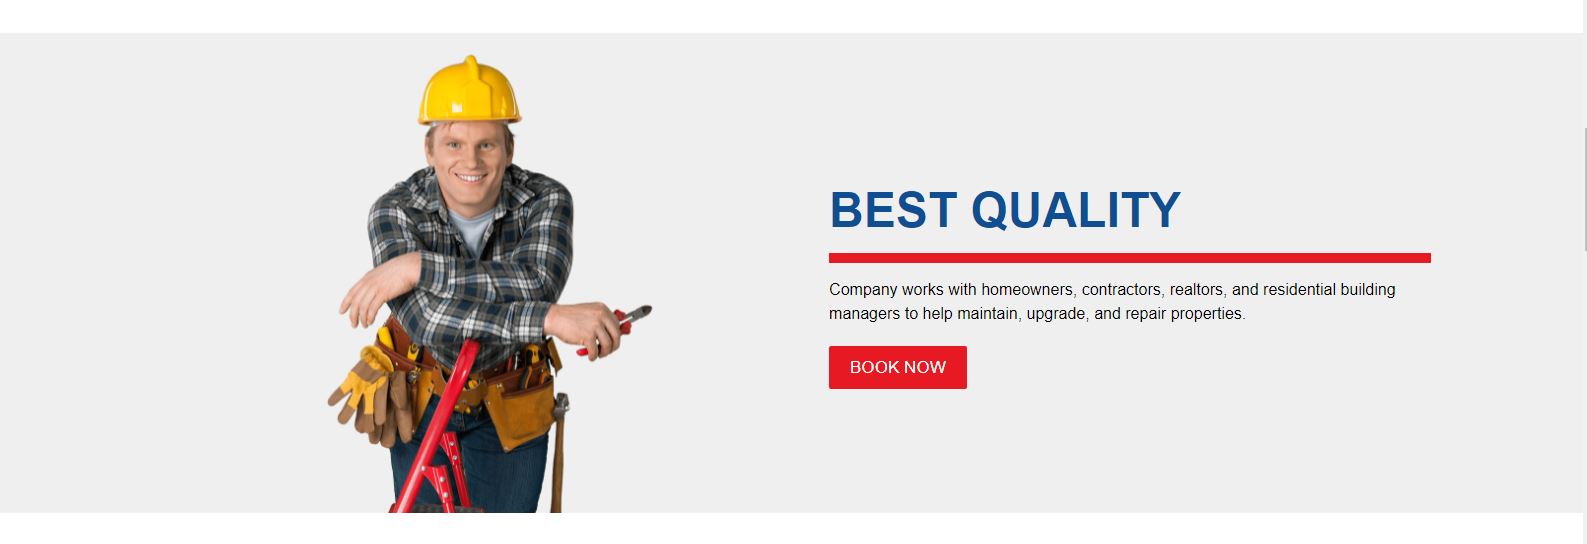 BEST QUALITY
Company works with homeowners, contractors, realtors, and residential building
managers to help maintain, upgrade, and repair properties.
BOOK NOW